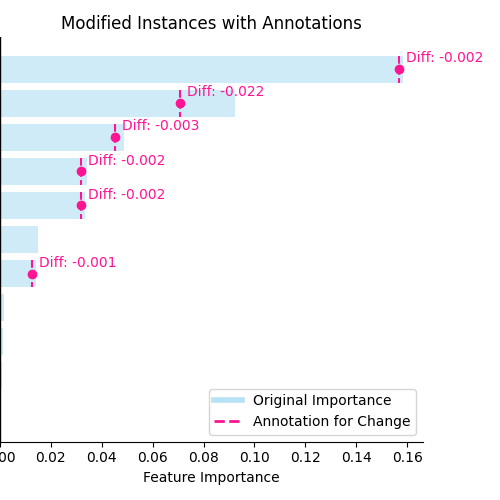 Modified Instances with Annotations
Diff: -0.002
Diff: -0.022
Diff: -0.003
Diff: -0.002
Diff: -0.002
Diff: -0.001
Original Importance
Annotation for Change
00 0.02 0.04 0.06 0.08 0.10 0.12 0.14 0.16
Feature Importance